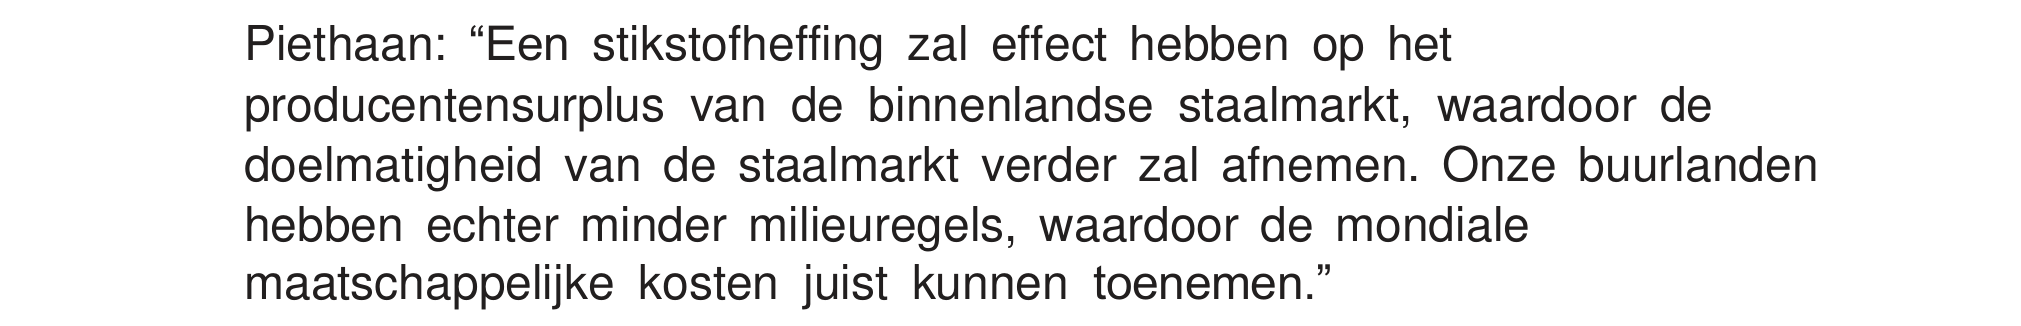 Piethaan: “Een stikstofheffing zal effect hebben op het
producentensurplus van de binnenlandse staalmarkt, waardoor de
doelmatigheid van de staalmarkt verder zal afnemen. Onze buurlanden
hebben echter minder milieuregels, waardoor de mondiale
maatschappelijke kosten juist kunnen toenemen.”